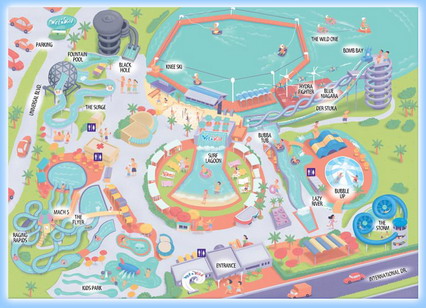 THE WILD ONE
PARKING
FOUNTAIN
POOL
BOMB BAY
BLACK
HOLE
KNEE SKI
UNIVERSAL BLVD
HYDRA
FIGHTER
BLUE
NIAGARA
DER STUKA
THE SURGE
BUBBA
TUB
SURF
LAGOON
BUBBLE
UP
LAZY
RIVER
MACH 5
THE
FLYER
THE
STORM
RAGING
RAPIDS
ENTRANCE
INTERNATIONAL DR.
KIDS PARK